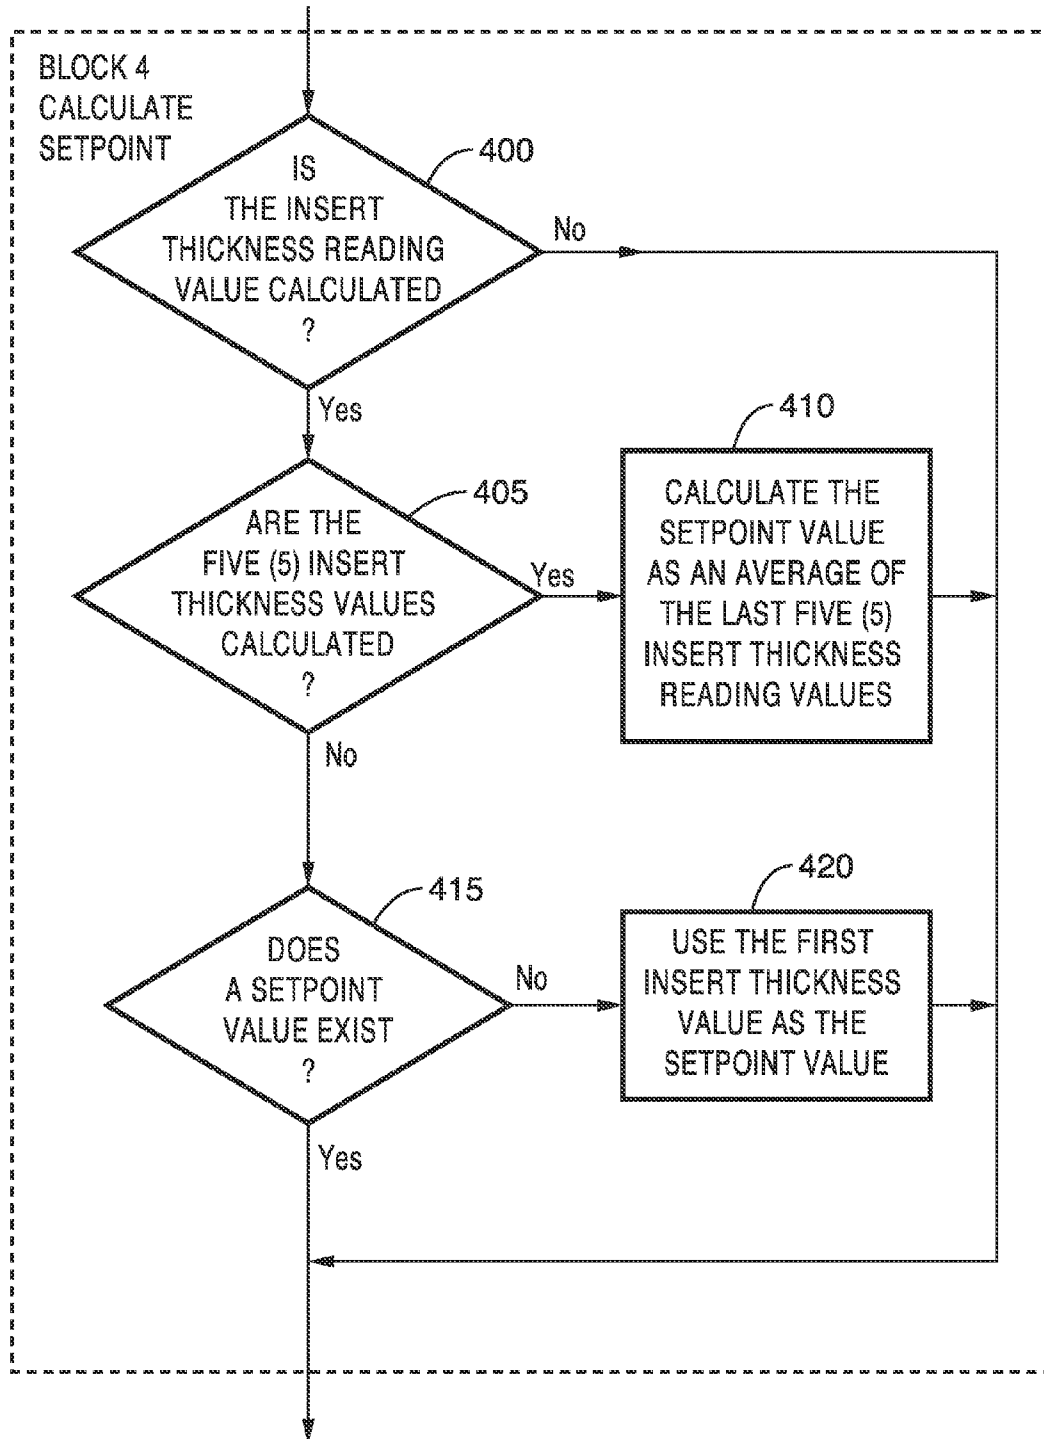 BLOCK 4
CALCULATE
SETPOINT
400
IS
THE INSERT
THICKNESS READING
VALUE CALCULATED
?
No
Yes
405
ARE THE
FIVE (5) INSERT
THICKNESS VALUES
CALCULATED
?
Yes
410
CALCULATE THE
SETPOINT VALUE
AS AN AVERAGE OF
THE LAST FIVE (5)
INSERT THICKNESS
READING VALUES
No
415
DOES
A SETPOINT
VALUE EXIST
?
No
420
USE THE FIRST
INSERT THICKNESS
VALUE AS THE
SETPOINT VALUE
Yes